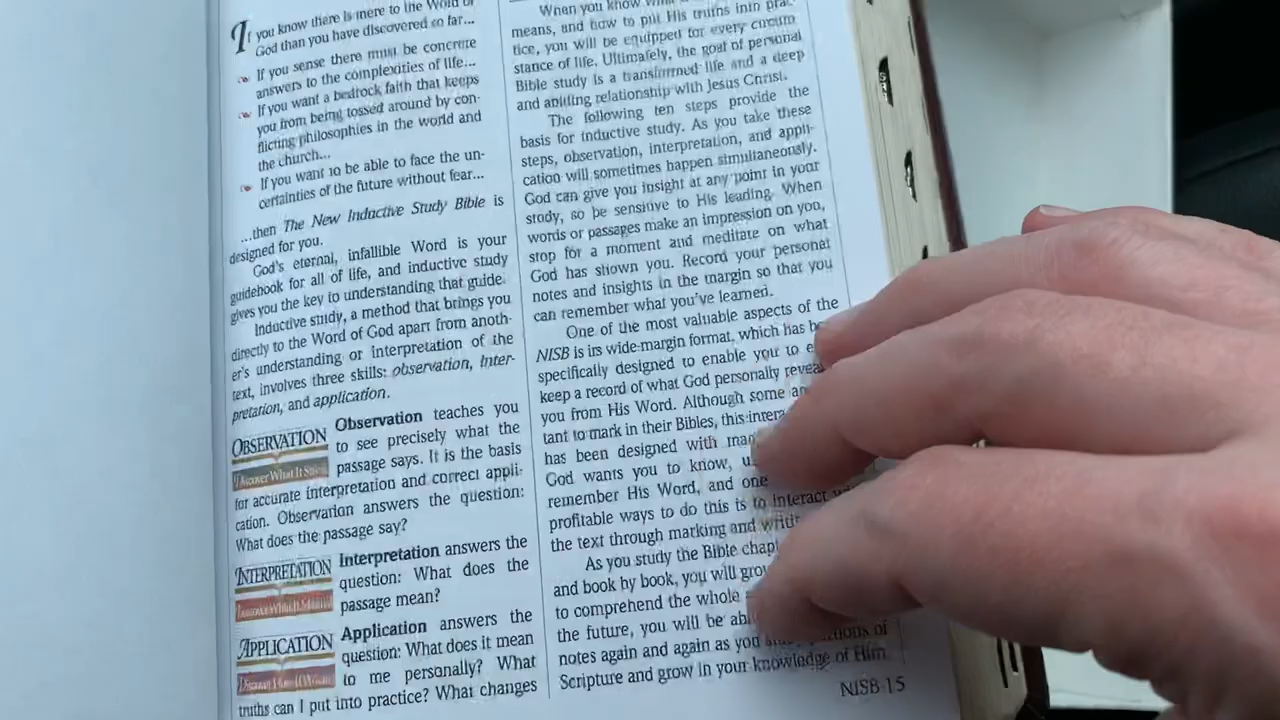 If you know there is more to the Word of
God than you have discovered so far...
If you sense there must be concrete
answers to the complexities of life...
If you want a bedrock faith that keeps
you from being tossed around by con-
flicting philosophies in the world and
the church...
If you want to be able to face the un-
certainties of the future without fear...
...then The New Inductive Study Bible is
designed for you.
God's eternal, infallible Word is your
guidebook for all of life, and inductive study
gives you the key to understanding that guide.
Inductive study, a method that brings you
directly to the Word of God apart from anoth-
er's understanding or interpretation of the
text, involves three skills: observation, inter-
pretation, and application.
OBSERVATION
Discover What It Says
Observation teaches you
to see precisely what the
passage says. It is the basis
for accurate interpretation and correct appli-
cation. Observation answers the question:
What does the passage say?
INTERPRETATION
Interpretation answers the
question: What does the
passage mean?
APPLICATION
Application answers the
question: What does it mean
to me personally? What
truths can I put into practice? What changes
When you know what
means, and how to put His truths into prac-
tice, you will be equipped for every circum
stance of life. Ultimately, the goal of personal
Bible study is a transformed life and a deep
and abiding relationship with Jesus Christ.
The following ten steps provide the
basis for inductive study. As you take these
steps, observation, interpretation, and appli-
cation will sometimes happen simultaneously.
God can give you insight at any point in your
study, so be sensitive to His leading. When
words or passages make an impression on you,
stop for a moment and meditate on what
God has shown you. Record your personal
notes and insights in the margin so that you
can remember what you've learned.
One of the most valuable aspects of the
NISB is its wide-margin format, which has
specifically designed to enable you to
keep a record of what God personally
you from His Word. Although some
tant to mark in their Bibles, this
has been designed with
God wants you to know,
remember His Word, and one
profitable ways to do this is to interact
the text through marking and
As you study the Bible
and book by book, you will
to comprehend the whole
the future, you will be
notes again and again as you
Scripture and grow in your knowledge of Him
NISB-15